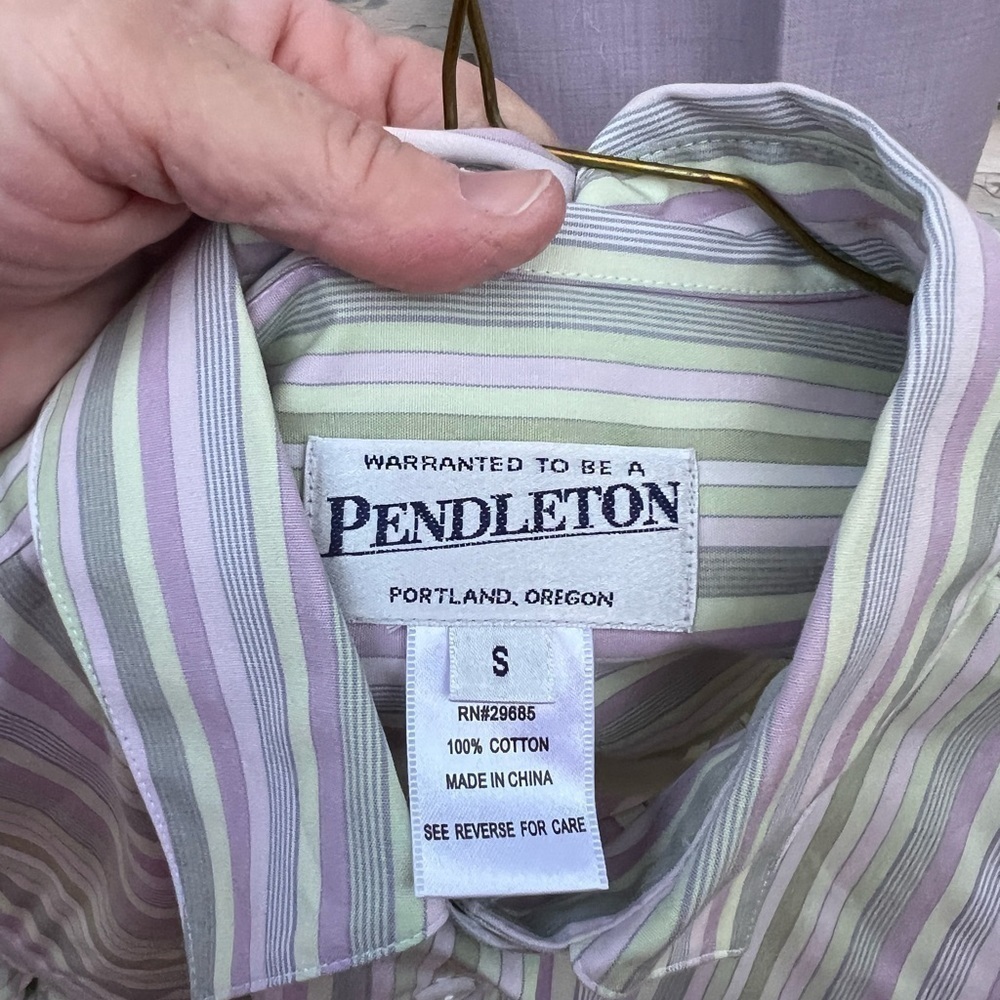 WARRANTED TO BE A
PENDLETON
PORTLAND, OREGON
S
RN#29685
100% COTTON
MADE IN CHINA
SEE REVERSE FOR CARE